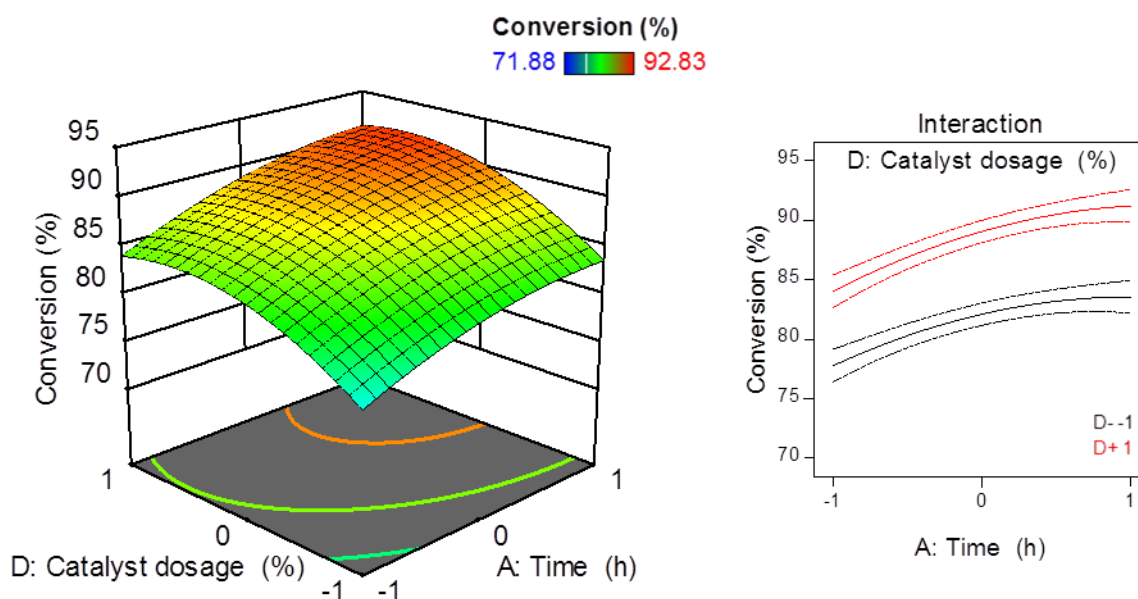 Conversion (%)
71.88 92.83
95
90
85
80
75
70
Conversion (%)
1
0
-1
D: Catalyst dosage (%)
-1
0
1
A: Time (h)
Interaction
D: Catalyst dosage (%)
95
90
85
80
75
70
Conversion (%)
D- -1
D+ 1
-1 0 1
A: Time (h)